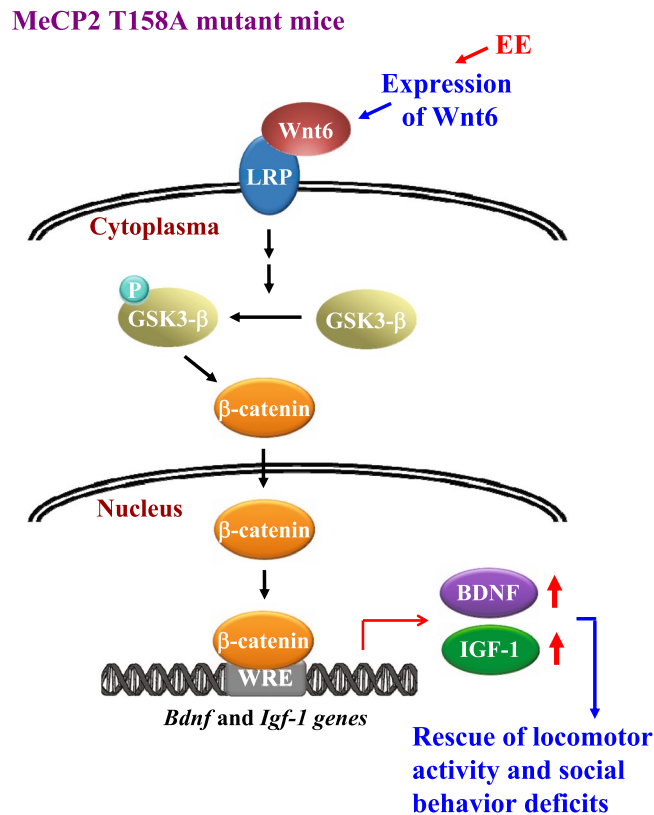 MeCP2 T158A mutant mice
EE
Expression
of Wnt6
Wnt6
LRP
Cytoplasma
P
GSK3-β
GSK3-β
β-catenin
Nucleus
β-catenin
β-catenin
WRE
BDNF
IGF-1
Bdnf and Igf-1 genes
Rescue of locomotor
activity and social
behavior deficits